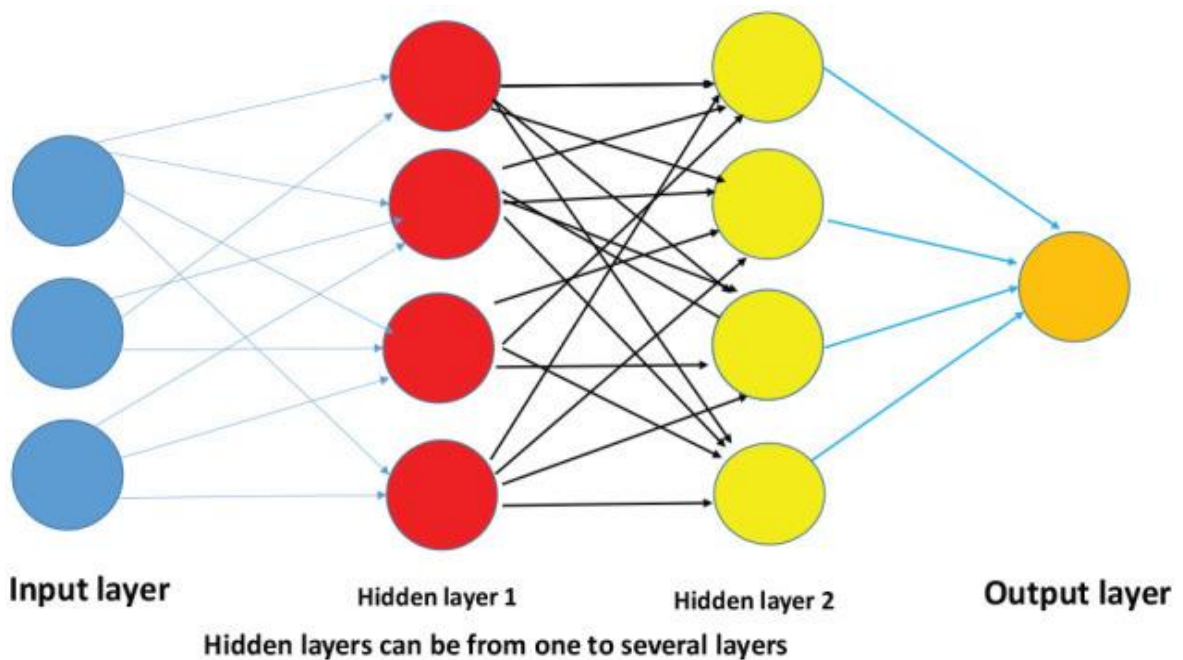 Input layer
Hidden layer 1
Hidden layer 2
Output layer
Hidden layers can be from one to several layers